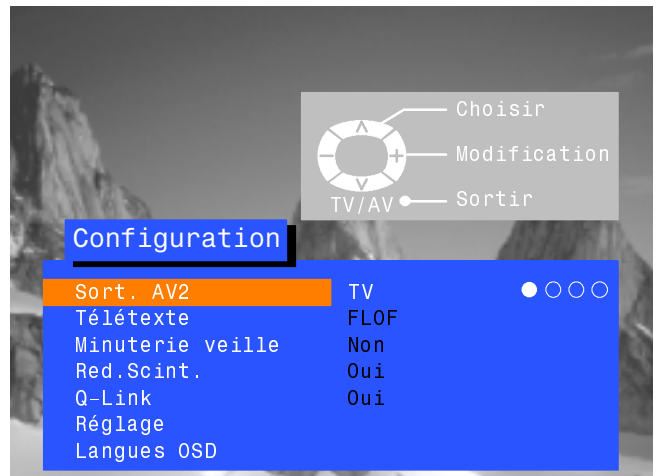 Choisir
Modification
TV/AV Sortir
Configuration
Sort. AV2 TV
Télétexte FLOF
Minuterie veille Non
Red.Scint. Oui
Q-Link Oui
Réglage
Langues OSD